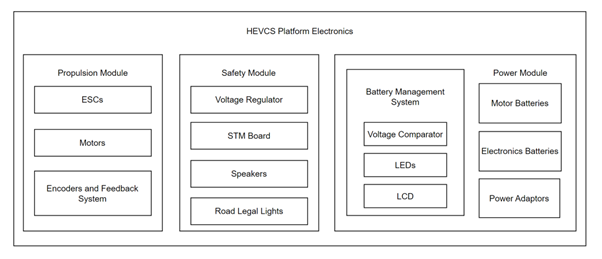 HEVCS Platform Electronics
Propulsion Module
ESCs
Motors
Encoders and Feedback
System
Safety Module
Voltage Regulator
STM Board
Speakers
Road Legal Lights
Power Module
Battery Management
System
Voltage Comparator
LEDs
LCD
Motor Batteries
Electronics Batteries
Power Adaptors